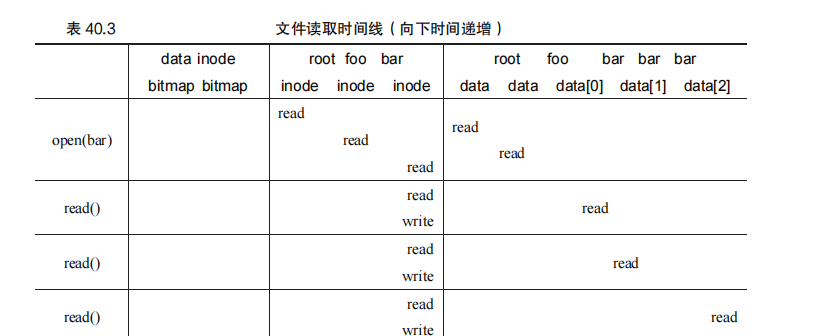 表 40.3 文件读取时间线（向下时间递增）
data inode root foo bar root foo bar bar bar
bitmap bitmap inode inode inode data data data[0] data[1] data[2]
read
read
open(bar) read
read
read
read
read() read
write
read
read() read
write
read
read() read
write